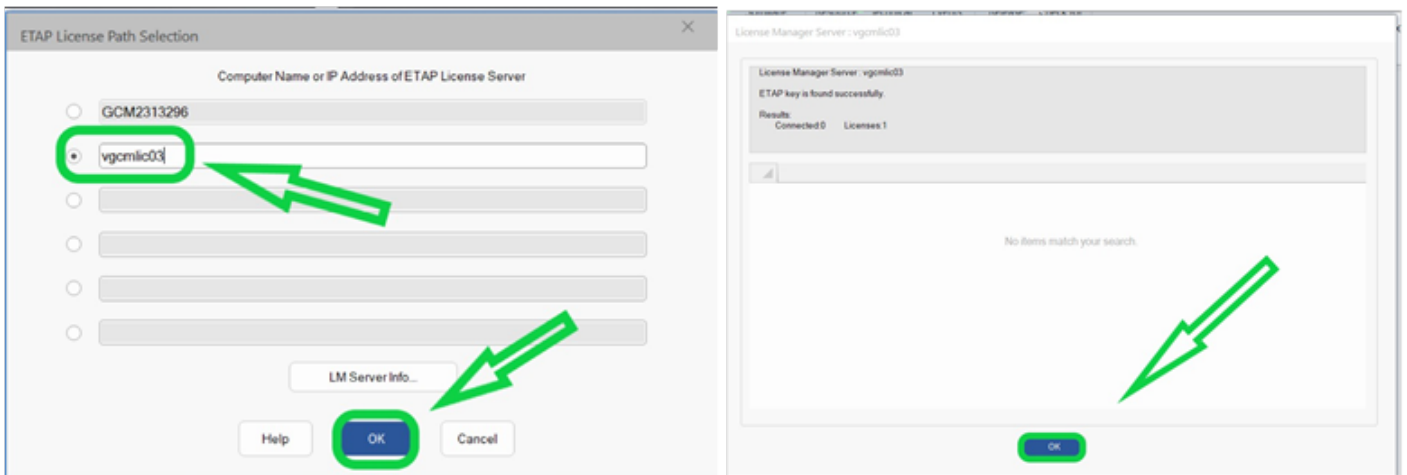 ETAP License Path Selection
Computer Name or IP Address of ETAP License Server
GCM2313296
vgcmlic03
LM Server Info...
Help
OK
Cancel
License Manager Server : vgcmlic03
License Manager Server : vgcmlic03
ETAP key is found successfully.
Results:
Connected:0 Licenses:1
No items match your search.
OK